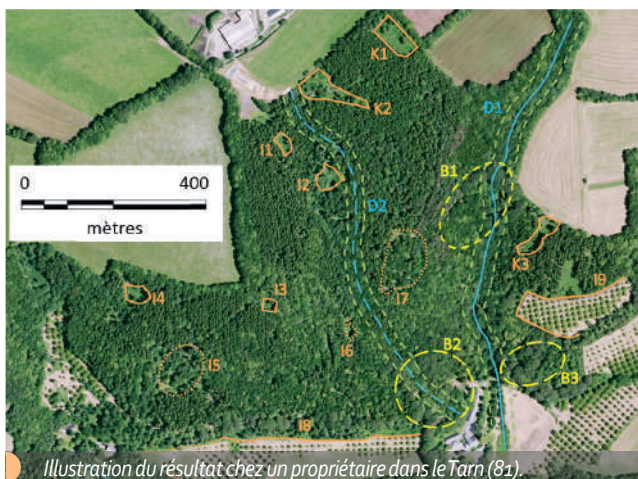 K1
D1
K2
I1
I2
B1
0 400
mètres
D2
K3
I9
I7
I4
I3
I6
I5
B2
B3
I8
Illustration du résultat chez un propriétaire dans le Tarn (81).